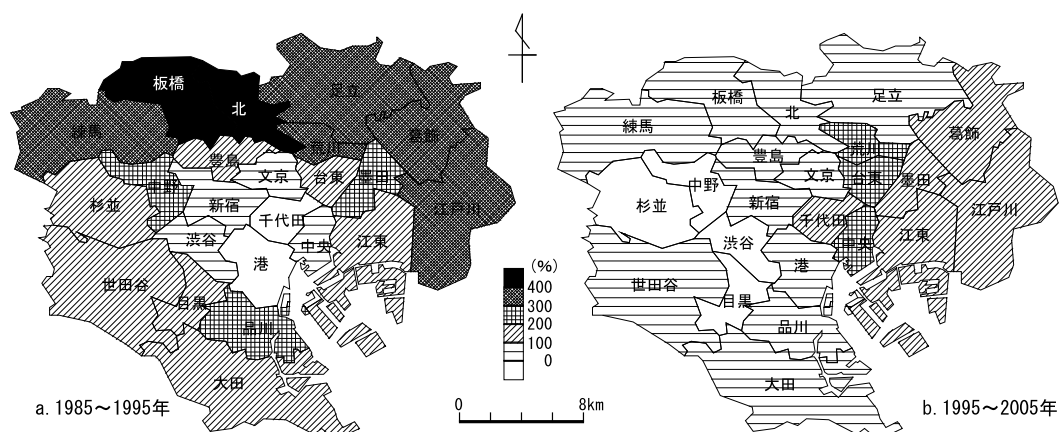 板橋
北
足立
練馬
葛飾
荒川
豊島
中野
文京
台東
墨田
杉並
新宿
千代田
江戸川
渋谷
中央
江東
港
世田谷
目黒
品川
大田
a. 1985～1995年
(%)
400
300
200
100
0
0 8km
板橋
北
足立
練馬
葛飾
荒川
豊島
中野
文京
台東
墨田
杉並
新宿
千代田
江戸川
渋谷
中央
江東
港
世田谷
目黒
品川
大田
b. 1995～2005年